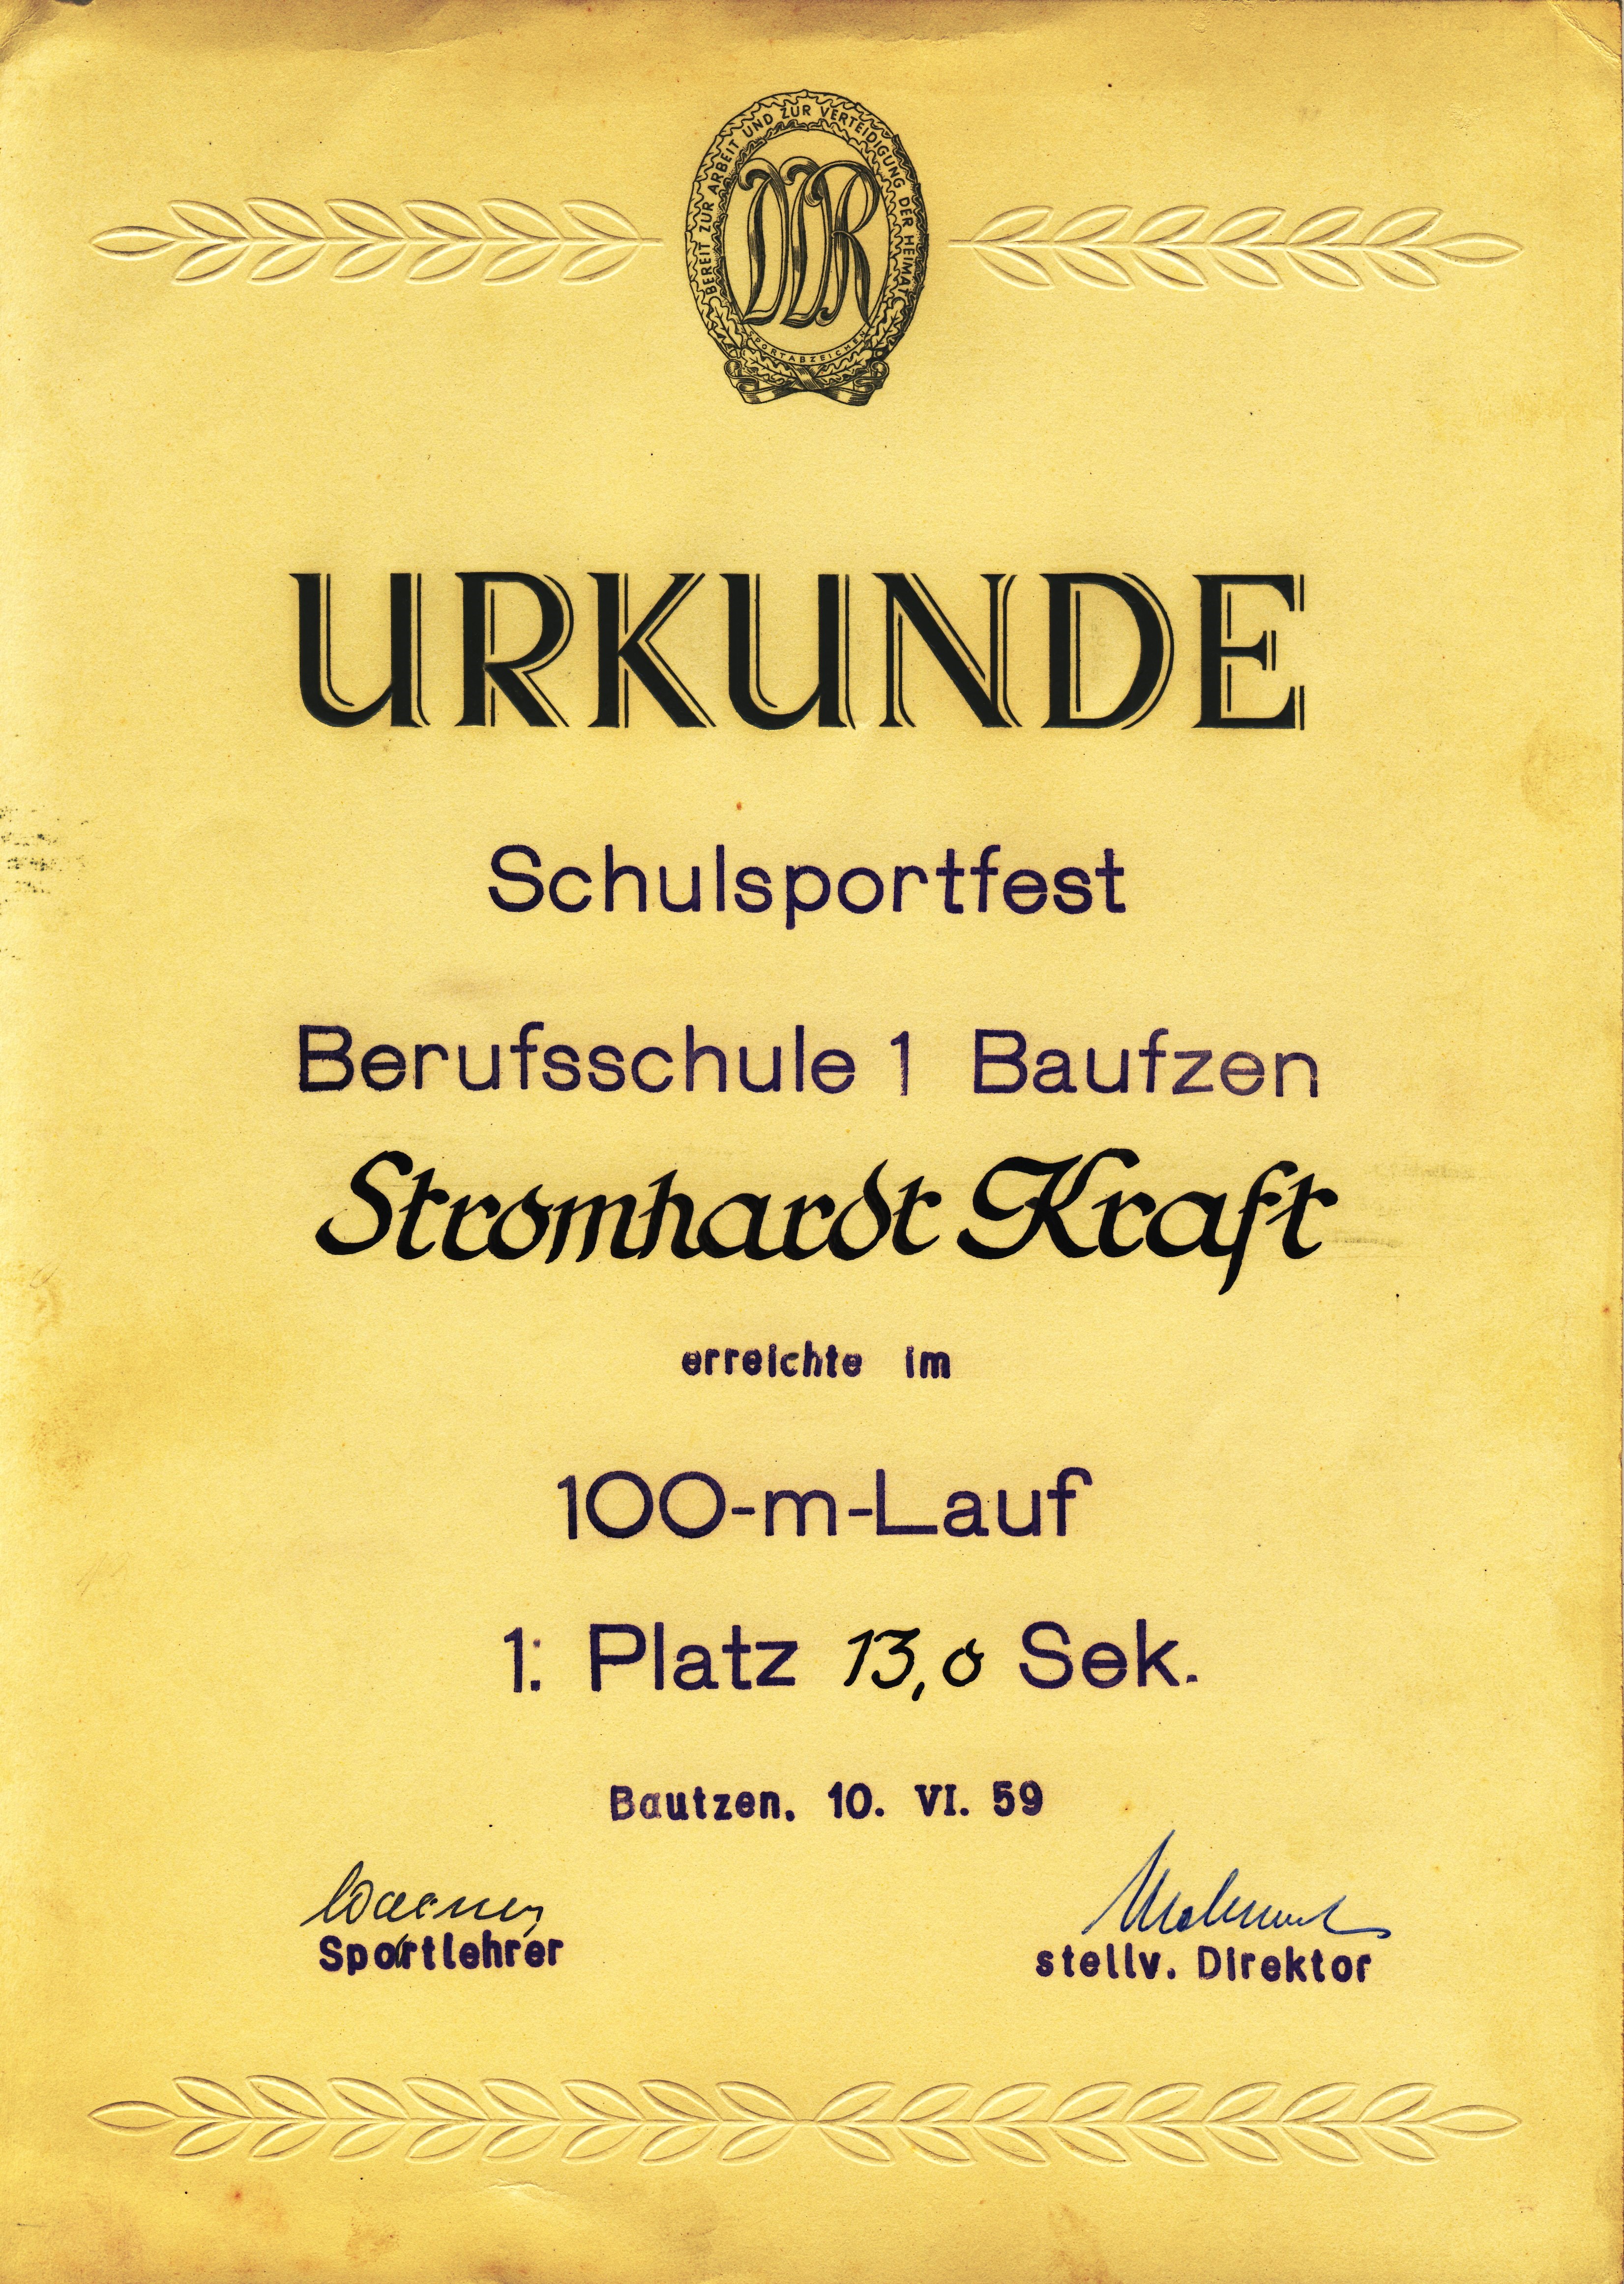 BEREIT ZUR ARBEIT UND ZUR VERTEIDIGUNG DER HEIMAT
DDR
SPORTABZEICHEN
URKUNDE
Schulsportfest
Berufsschule 1 Baufzen
Stromhardt Kraft
erreichte im
100-m-Lauf
1. Platz 13,0 Sek.
Bautzen, 10. VI. 59
Sportlehrer
stellv. Direktor